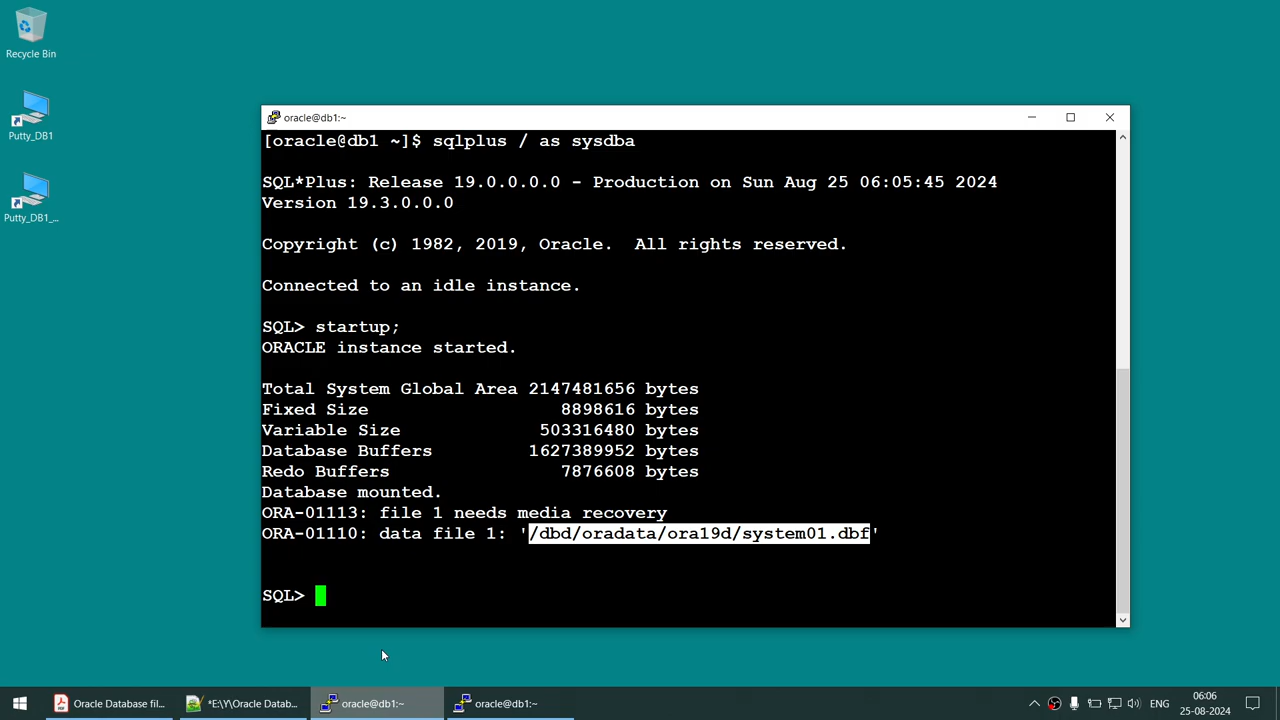 Recycle Bin
Putty_DB1
Putty_DB1_...
oracle@db1:~
[oracle@db1 ~]$ sqlplus / as sysdba
SQL*Plus: Release 19.0.0.0.0 - Production on Sun Aug 25 06:05:45 2024
Version 19.3.0.0.0
Copyright (c) 1982, 2019, Oracle.  All rights reserved.
Connected to an idle instance.
SQL> startup;
ORACLE instance started.
Total System Global Area 2147481656 bytes
Fixed Size                  8898616 bytes
Variable Size             503316480 bytes
Database Buffers         1627389952 bytes
Redo Buffers                7876608 bytes
Database mounted.
ORA-01113: file 1 needs media recovery
ORA-01110: data file 1: '/dbd/oradata/ora19d/system01.dbf'
SQL>
Oracle Database fil...
*E:\Y\Oracle Datab...
oracle@db1:~
oracle@db1:~
ENG
06:06
25-08-2024